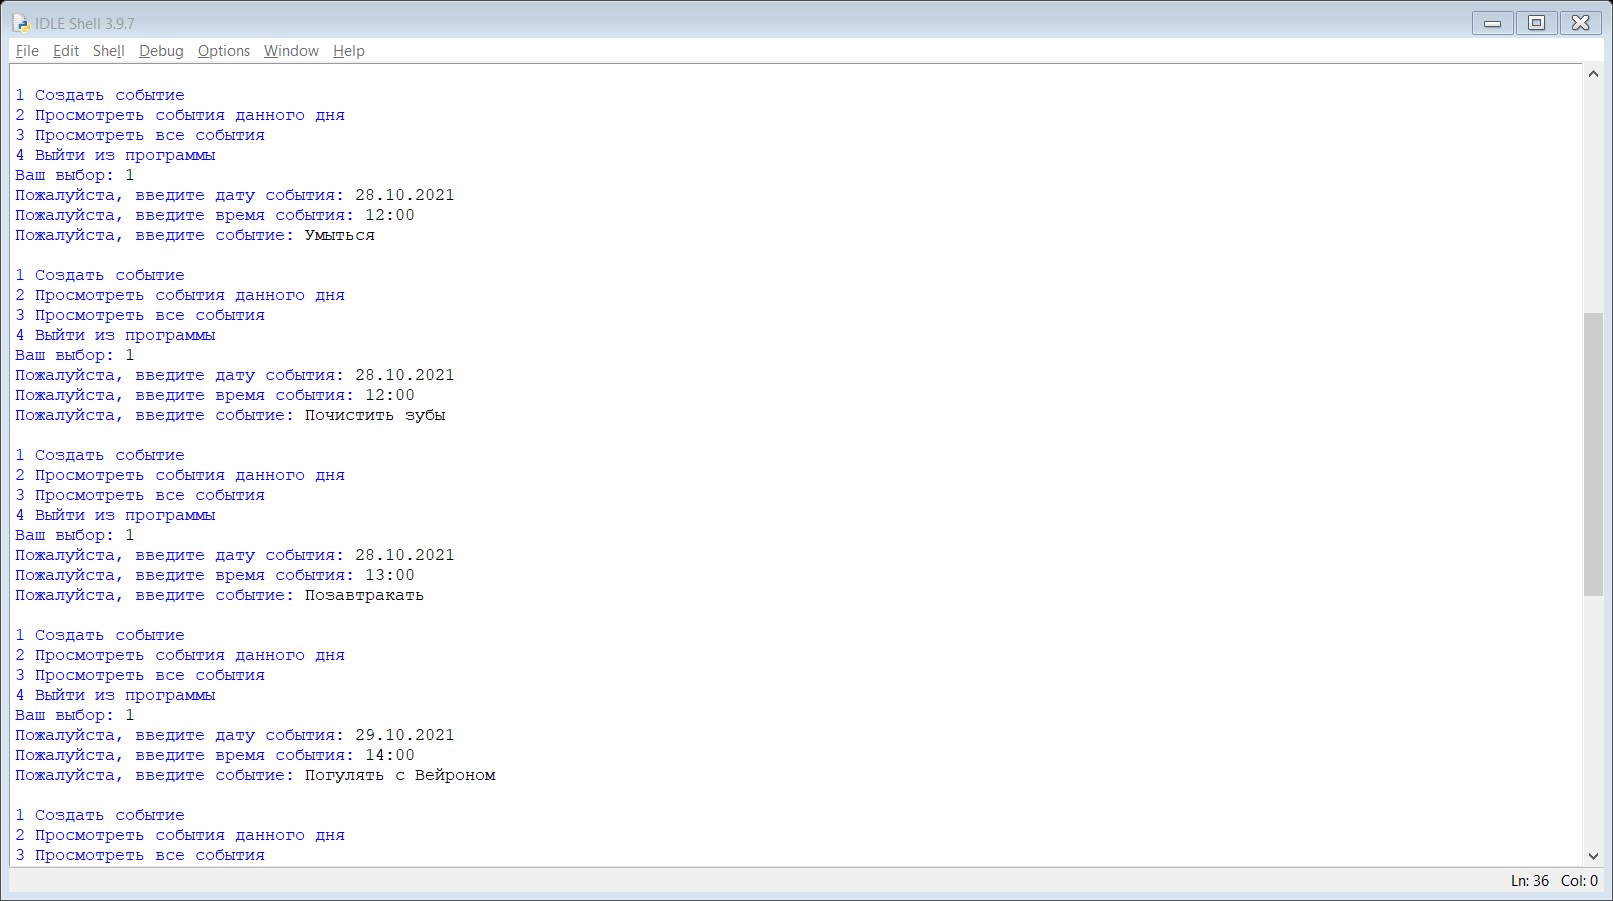 IDLE Shell 3.9.7
File Edit Shell Debug Options Window Help
1 Создать событие
2 Просмотреть события данного дня
3 Просмотреть все события
4 Выйти из программы
Ваш выбор: 1
Пожалуйста, введите дату события: 28.10.2021
Пожалуйста, введите время события: 12:00
Пожалуйста, введите событие: Умыться
1 Создать событие
2 Просмотреть события данного дня
3 Просмотреть все события
4 Выйти из программы
Ваш выбор: 1
Пожалуйста, введите дату события: 28.10.2021
Пожалуйста, введите время события: 12:00
Пожалуйста, введите событие: Почистить зубы
1 Создать событие
2 Просмотреть события данного дня
3 Просмотреть все события
4 Выйти из программы
Ваш выбор: 1
Пожалуйста, введите дату события: 28.10.2021
Пожалуйста, введите время события: 13:00
Пожалуйста, введите событие: Позавтракать
1 Создать событие
2 Просмотреть события данного дня
3 Просмотреть все события
4 Выйти из программы
Ваш выбор: 1
Пожалуйста, введите дату события: 29.10.2021
Пожалуйста, введите время события: 14:00
Пожалуйста, введите событие: Погулять с Вейроном
1 Создать событие
2 Просмотреть события данного дня
3 Просмотреть все события
Ln: 36 Col: 0